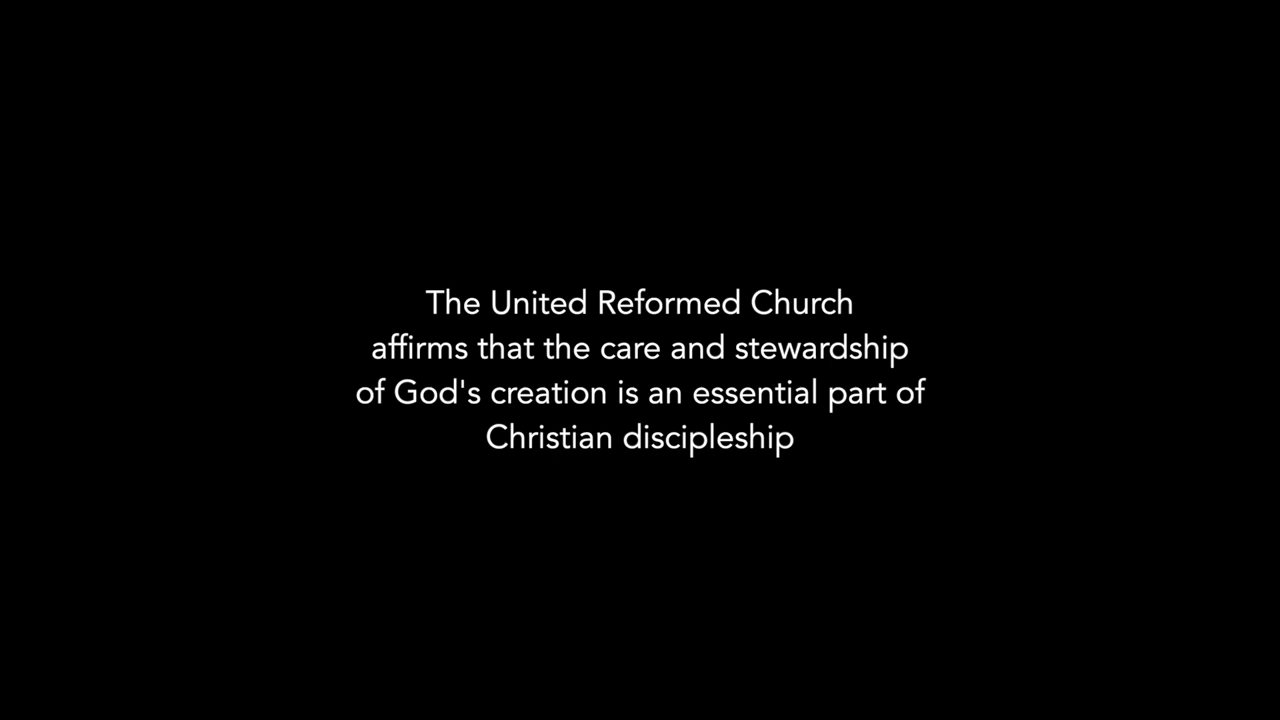 The United Reformed Church
affirms that the care and stewardship
of God's creation is an essential part of
Christian discipleship